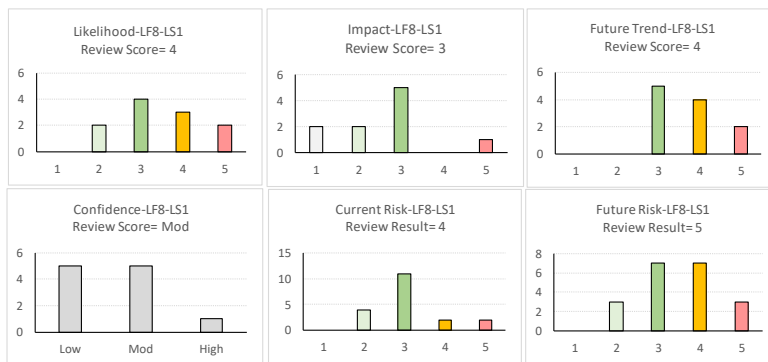 Likelihood-LF8-LS1
Review Score= 4
6
4
2
0
1 2 3 4 5
Impact-LF8-LS1
Review Score= 3
6
4
2
0
1 2 3 4 5
Future Trend-LF8-LS1
Review Score= 4
6
4
2
0
1 2 3 4 5
Confidence-LF8-LS1
Review Score= Mod
6
4
2
0
Low Mod High
Current Risk-LF8-LS1
Review Result= 4
15
10
5
0
1 2 3 4 5
Future Risk-LF8-LS1
Review Result= 5
8
6
4
2
0
1 2 3 4 5